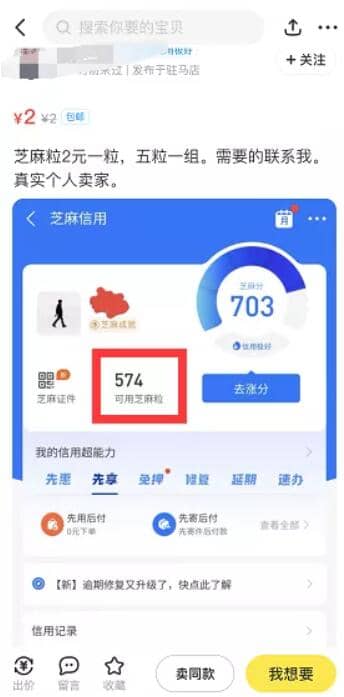 搜索你要的宝贝
信用极好
发布于驻马店
+关注
¥2 ¥2 包邮
芝麻粒2元一粒，五粒一组。需要的联系我。
真实个人卖家。
芝麻信用
月
芝麻分
703
信用极好
芝麻成就
芝麻证件
574
可用芝麻粒
去涨分
我的信用超能力
先惠 先享 免押 修复 延期 速办
先用后付
0元下单
先寄后付
先寄件后付款
查看全部
【新】逾期修复又升级了，快点此了解
信用记录
出价 留言 收藏 卖同款 我想要